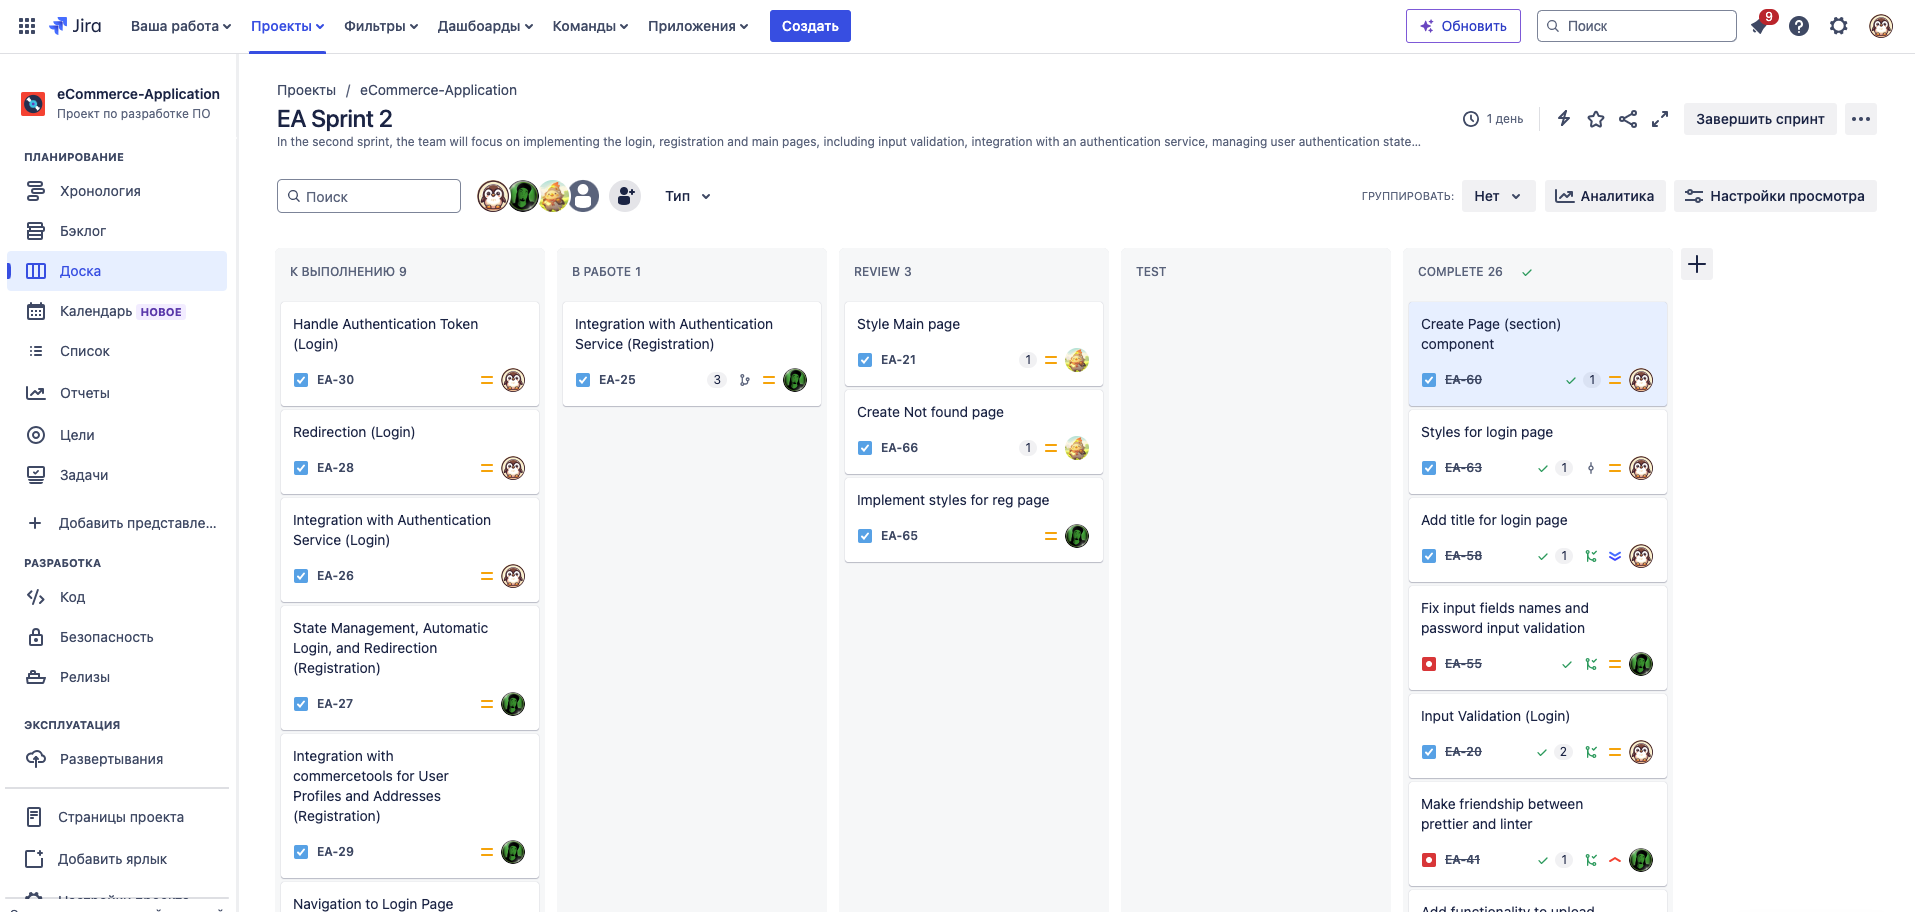 Jira
Ваша работа
Проекты
Фильтры
Дашбоарды
Команды
Приложения
Создать
Обновить
Поиск
9
eCommerce-Application
Проект по разработке ПО
ПЛАНИРОВАНИЕ
Хронология
Бэклог
Доска
Календарь НОВОЕ
Список
Отчеты
Цели
Задачи
Добавить представле...
РАЗРАБОТКА
Код
Безопасность
Релизы
ЭКСПЛУАТАЦИЯ
Развертывания
Страницы проекта
Добавить ярлык
Проекты / eCommerce-Application
EA Sprint 2
In the second sprint, the team will focus on implementing the login, registration and main pages, including input validation, integration with an authentication service, managing user authentication state...
1 день
Завершить спринт
Поиск
Тип
ГРУППИРОВАТЬ:
Нет
Аналитика
Настройки просмотра
К ВЫПОЛНЕНИЮ 9
Handle Authentication Token
(Login)
EA-30
Redirection (Login)
EA-28
Integration with Authentication
Service (Login)
EA-26
State Management, Automatic
Login, and Redirection
(Registration)
EA-27
Integration with
commercetools for User
Profiles and Addresses
(Registration)
EA-29
Navigation to Login Page
В РАБОТЕ 1
Integration with Authentication
Service (Registration)
EA-25 3
REVIEW 3
Style Main page
EA-21 1
Create Not found page
EA-66 1
Implement styles for reg page
EA-65
TEST
COMPLETE 26
Create Page (section)
component
EA-60 1
Styles for login page
EA-63 1
Add title for login page
EA-58 1
Fix input fields names and
password input validation
EA-55
Input Validation (Login)
EA-20 2
Make friendship between
prettier and linter
EA-41 1
Add functionality to upload